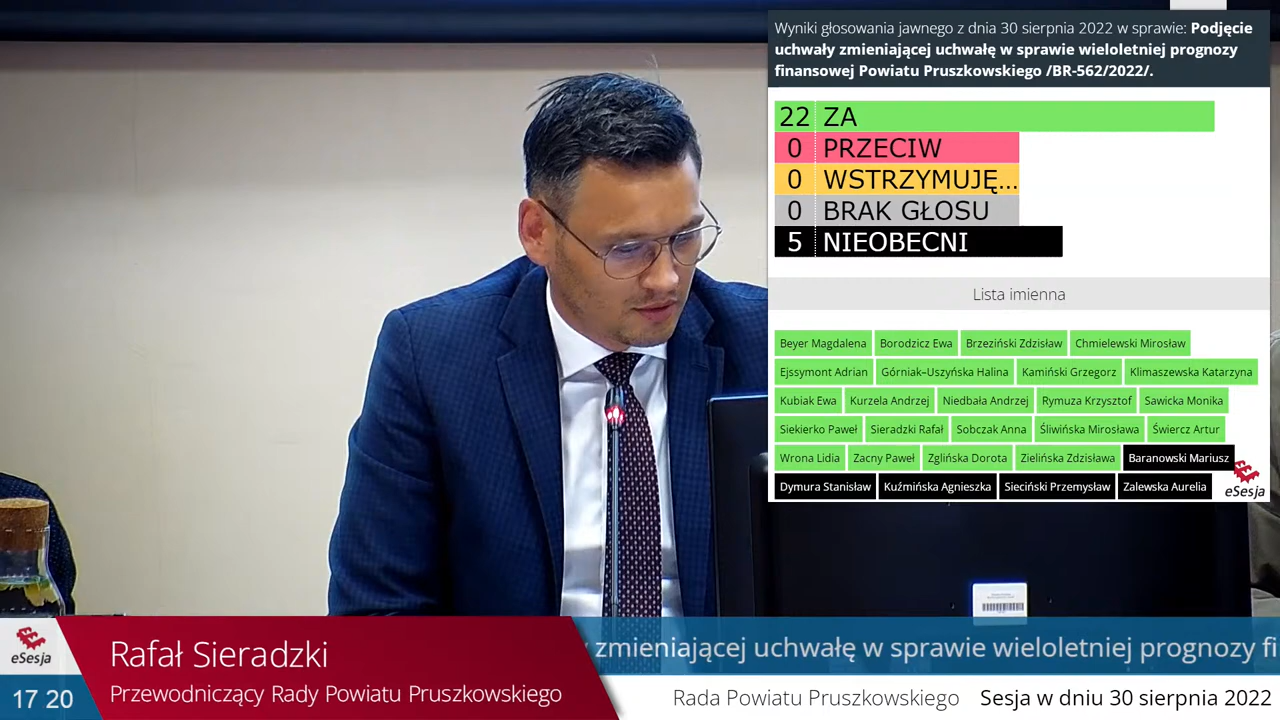 Wyniki głosowania jawnego z dnia 30 sierpnia 2022 w sprawie: Podjęcie
uchwały zmieniającej uchwałę w sprawie wieloletniej prognozy
finansowej Powiatu Pruszkowskiego /BR-562/2022/.
22 ZA
0 PRZECIW
0 WSTRZYMUJĘ...
0 BRAK GŁOSU
5 NIEOBECNI
Lista imienna
Beyer Magdalena Borodzicz Ewa Brzeziński Zdzisław Chmielewski Mirosław
Ejssymont Adrian Górniak–Uszyńska Halina Kamiński Grzegorz Klimaszewska Katarzyna
Kubiak Ewa Kurzela Andrzej Niedbała Andrzej Rymuza Krzysztof Sawicka Monika
Siekierko Paweł Sieradzki Rafał Sobczak Anna Śliwińska Mirosława Świercz Artur
Wrona Lidia Zacny Paweł Zglińska Dorota Zielińska Zdzisława Baranowski Mariusz
Dymura Stanisław Kuźmińska Agnieszka Sieciński Przemysław Zalewska Aurelia
eSesja
Rafał Sieradzki
Przewodniczący Rady Powiatu Pruszkowskiego
zmieniającej uchwałę w sprawie wieloletniej prognozy fi
eSesja
17 20
Rada Powiatu Pruszkowskiego Sesja w dniu 30 sierpnia 2022